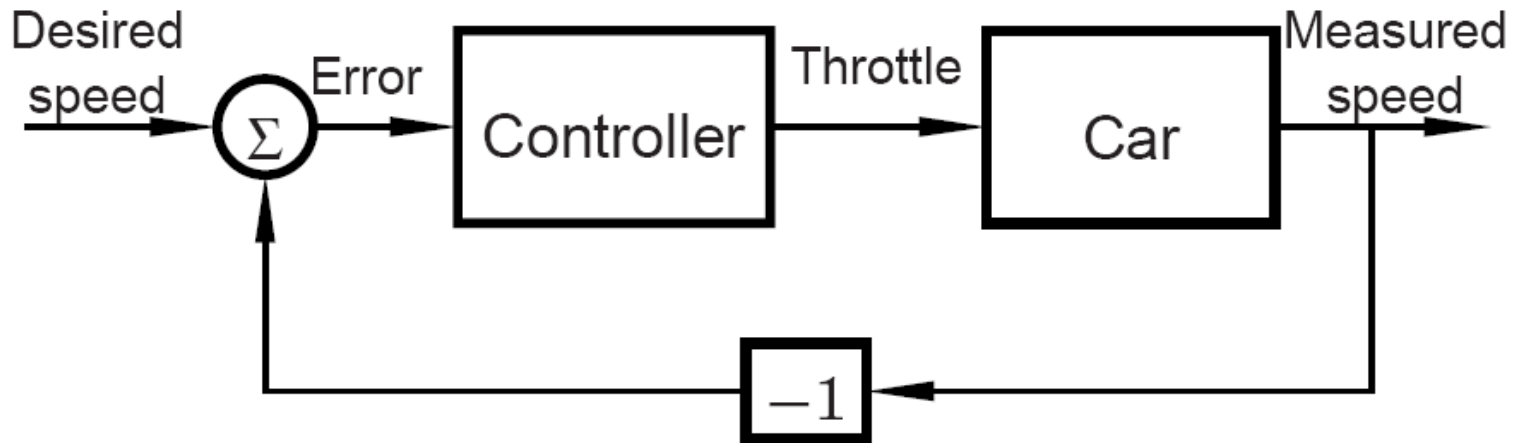 Desired
speed
Σ
Error
Controller
Throttle
Car
Measured
speed
−1